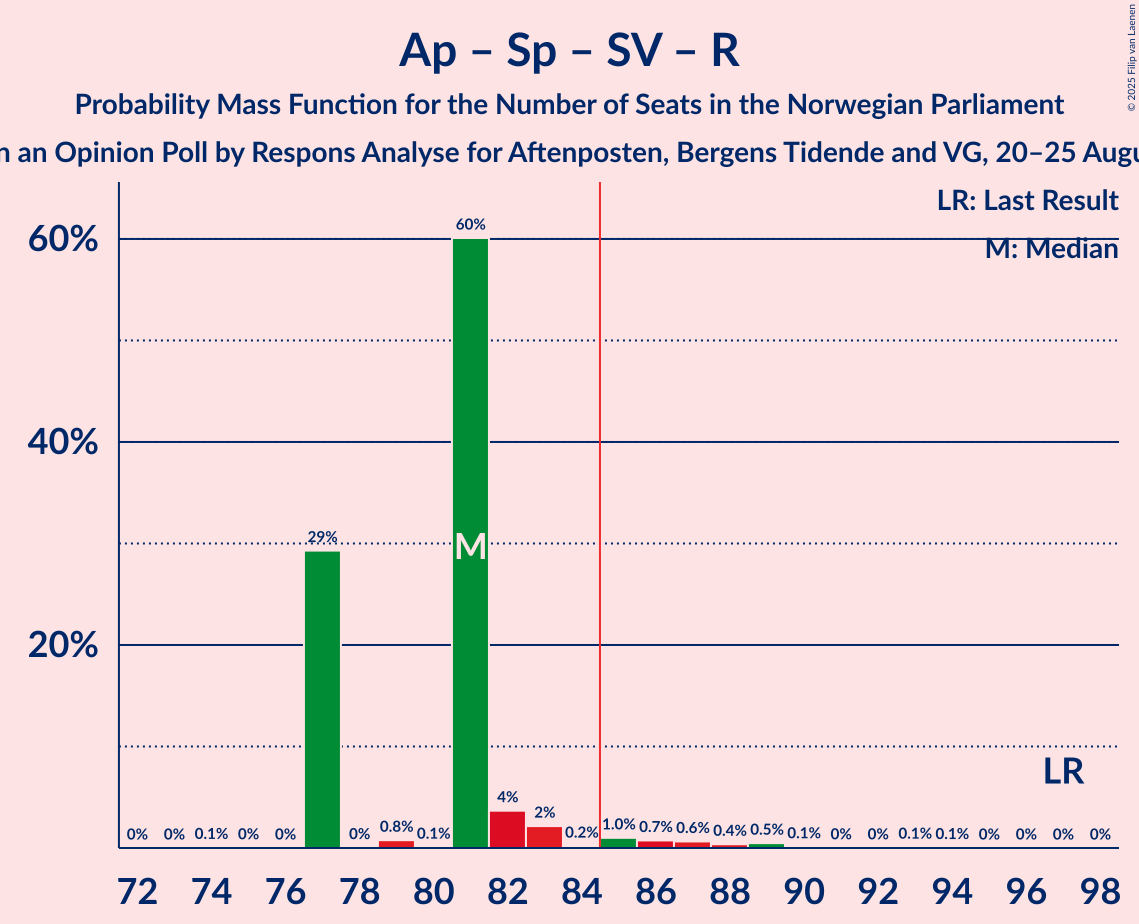 Ap – Sp – SV – R
Probability Mass Function for the Number of Seats in the Norwegian Parliament
an Opinion Poll by Respons Analyse for Aftenposten, Bergens Tidende and VG, 20–25
© 2025 Filip van Laenen
LR: Last Result
M: Median
60%
40%
20%
0% 0% 0.1% 0% 0% 29% 0% 0.8% 0.1% 60% 4% 2% 0.2% 1.0% 0.7% 0.6% 0.4% 0.5% 0.1% 0% 0% 0.1% 0.1% 0% 0% 0% 0%
M
LR
72 74 76 78 80 82 84 86 88 90 92 94 96 98